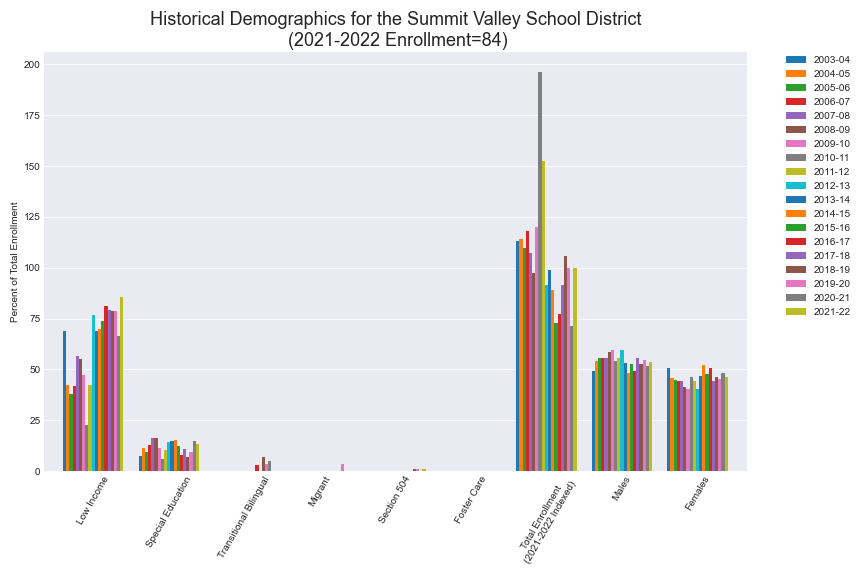 Historical Demographics for the Summit Valley School District
(2021-2022 Enrollment=84)
Percent of Total Enrollment
200
175
150
125
100
75
50
25
0
Low Income
Special Education
Transitional Bilingual
Migrant
Section 504
Foster Care
Total Enrollment
(2021-2022 Indexed)
Males
Females
2003-04
2004-05
2005-06
2006-07
2007-08
2008-09
2009-10
2010-11
2011-12
2012-13
2013-14
2014-15
2015-16
2016-17
2017-18
2018-19
2019-20
2020-21
2021-22